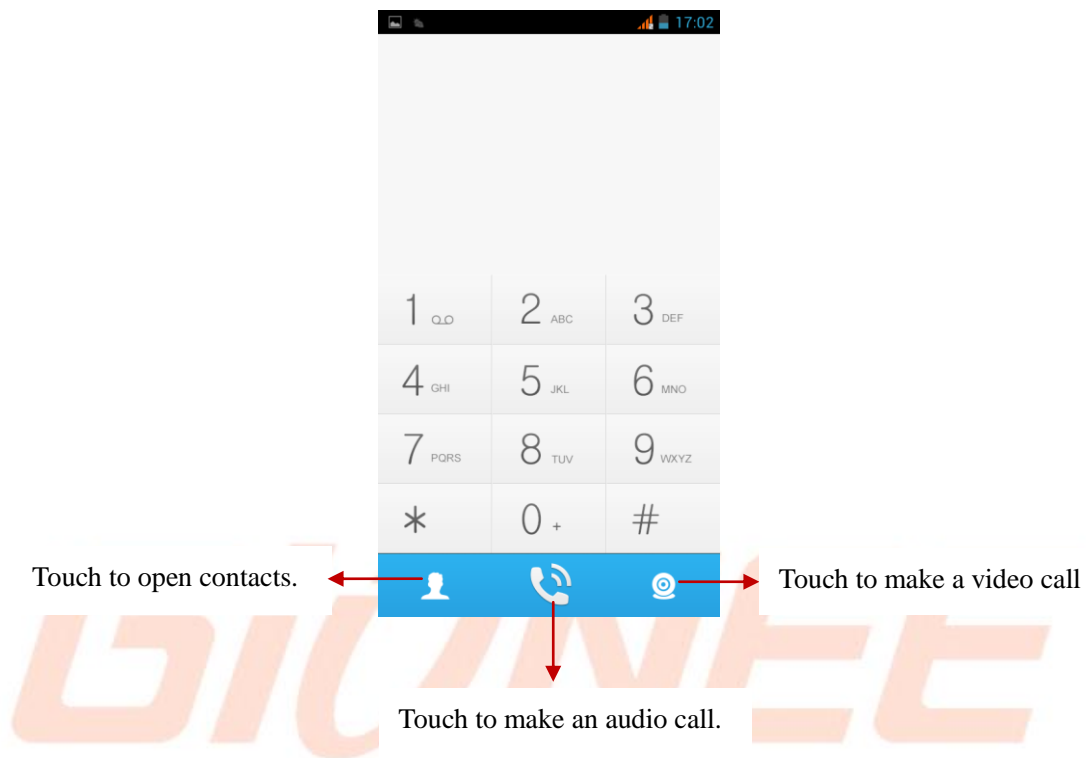 17:02
1
2 ABC
3 DEF
4 GHI
5 JKL
6 MNO
7 PQRS
8 TUV
9 WXYZ
*
0 +
#
Touch to open contacts.
Touch to make a video call
Touch to make an audio call.
GIONEE